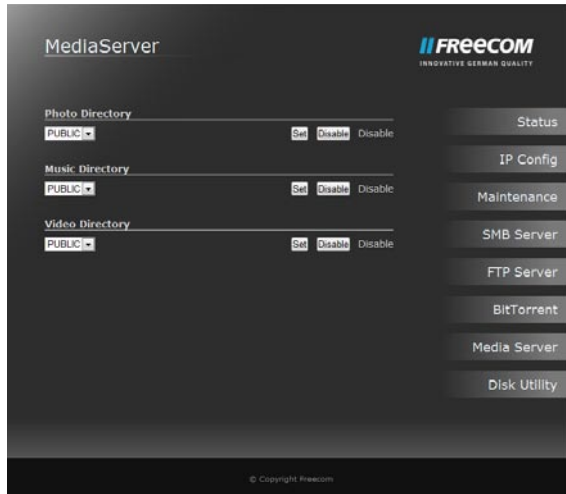 MediaServer
FREECOM
INNOVATIVE GERMAN QUALITY
Photo Directory
PUBLIC Set Disable Disable
Music Directory
PUBLIC Set Disable Disable
Video Directory
PUBLIC Set Disable Disable
Status
IP Config
Maintenance
SMB Server
FTP Server
BitTorrent
Media Server
Disk Utility
© Copyright Freecom